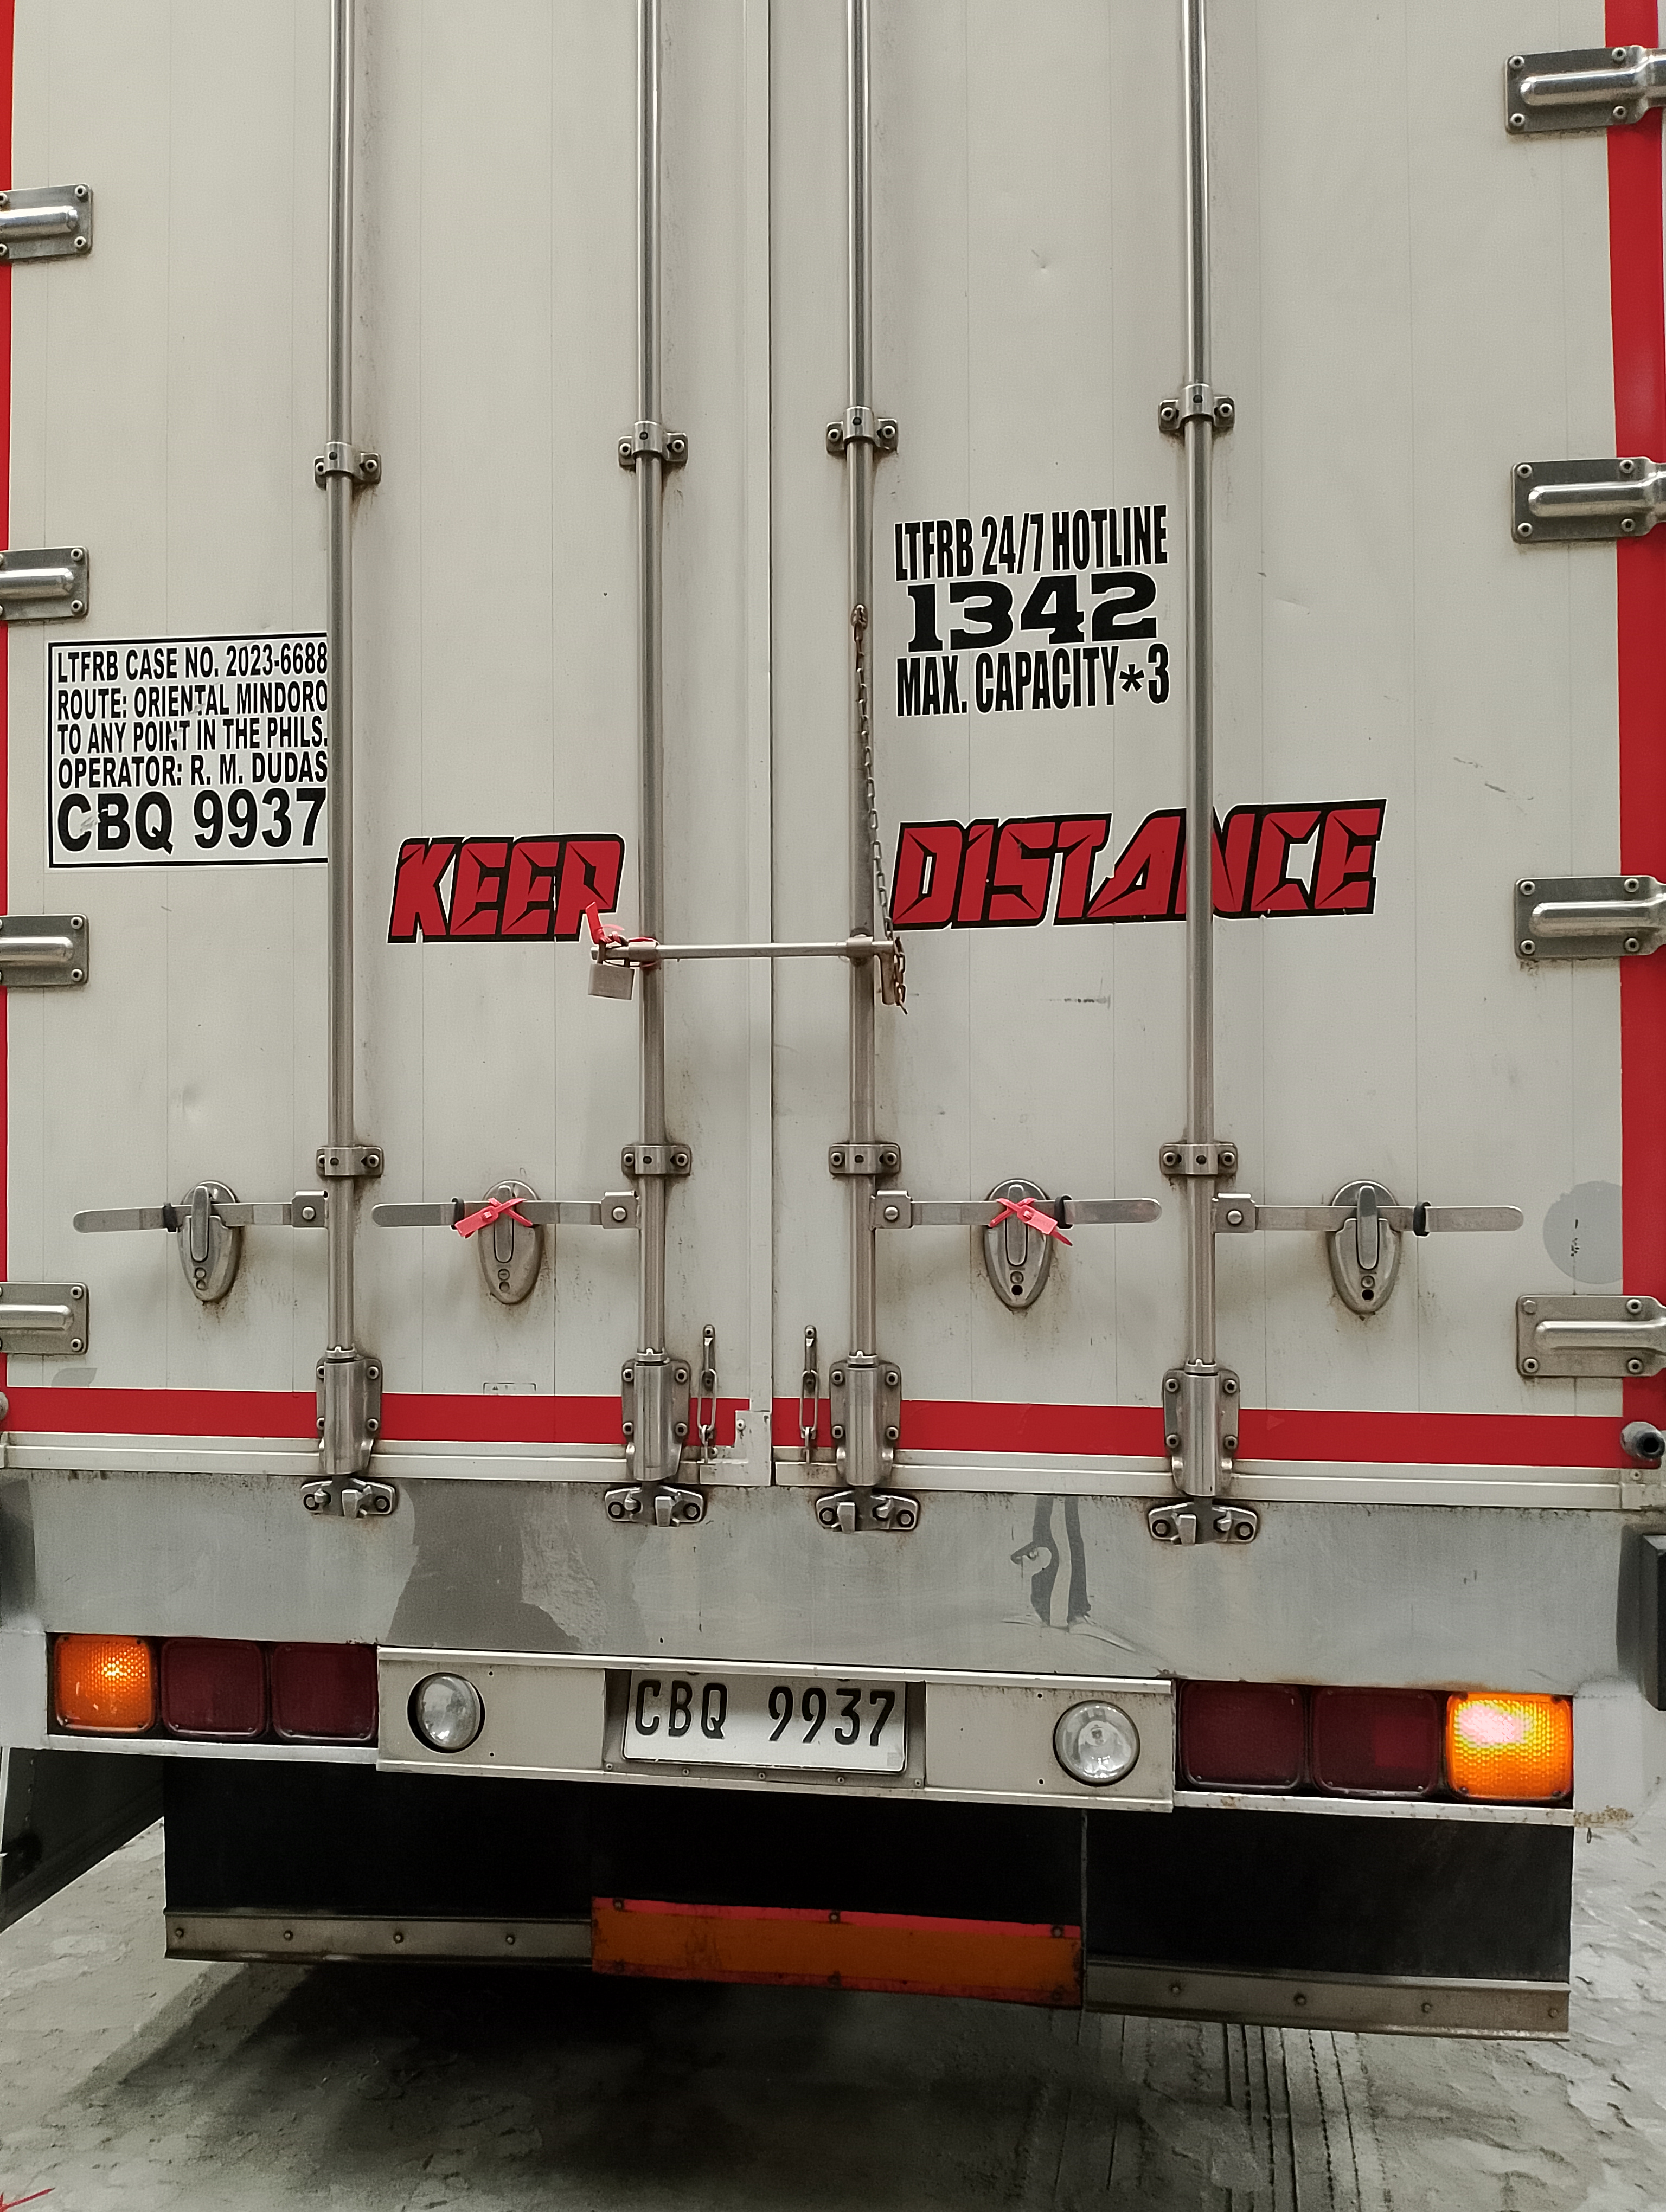 LTFRB CASE NO. 2023-6688
ROUTE: ORIENTAL MINDORO
TO ANY POINT IN THE PHILS.
OPERATOR: R. M. DUDAS
CBQ 9937
LTFRB 24/7 HOTLINE
1342
MAX. CAPACITY*3
KEEP DISTANCE
CBQ 9937